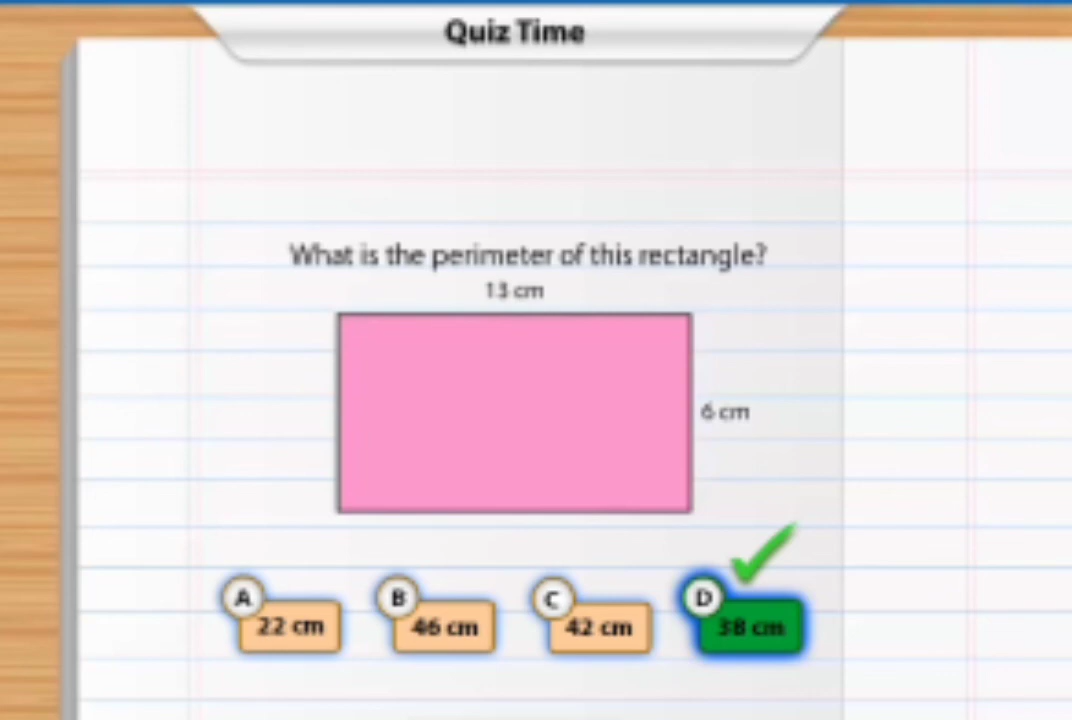 Quiz Time
What is the perimeter of this rectangle?
13 cm
6 cm
A
22 cm
B
46 cm
C
42 cm
D
38 cm